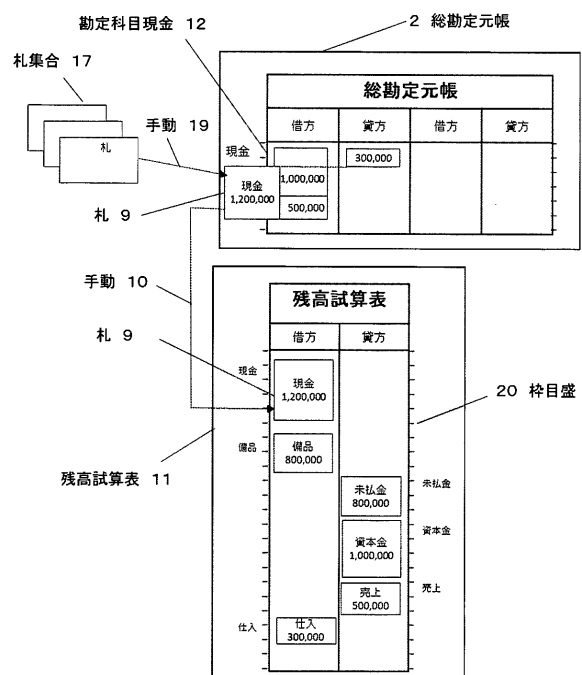 勘定科目現金 12
2 総勘定元帳
札集合 17
総勘定元帳
借方 貸方 借方 貸方
手動 19
札
現金
300,000
1,000,000
現金
1,200,000
500,000
札 9
手動 10
残高試算表
借方 貸方
札 9
現金
現金
1,200,000
20 枠目盛
備品
備品
800,000
残高試算表 11
未払金
800,000
未払金
資本金
1,000,000
資本金
売上
500,000
売上
仕入
仕入
300,000